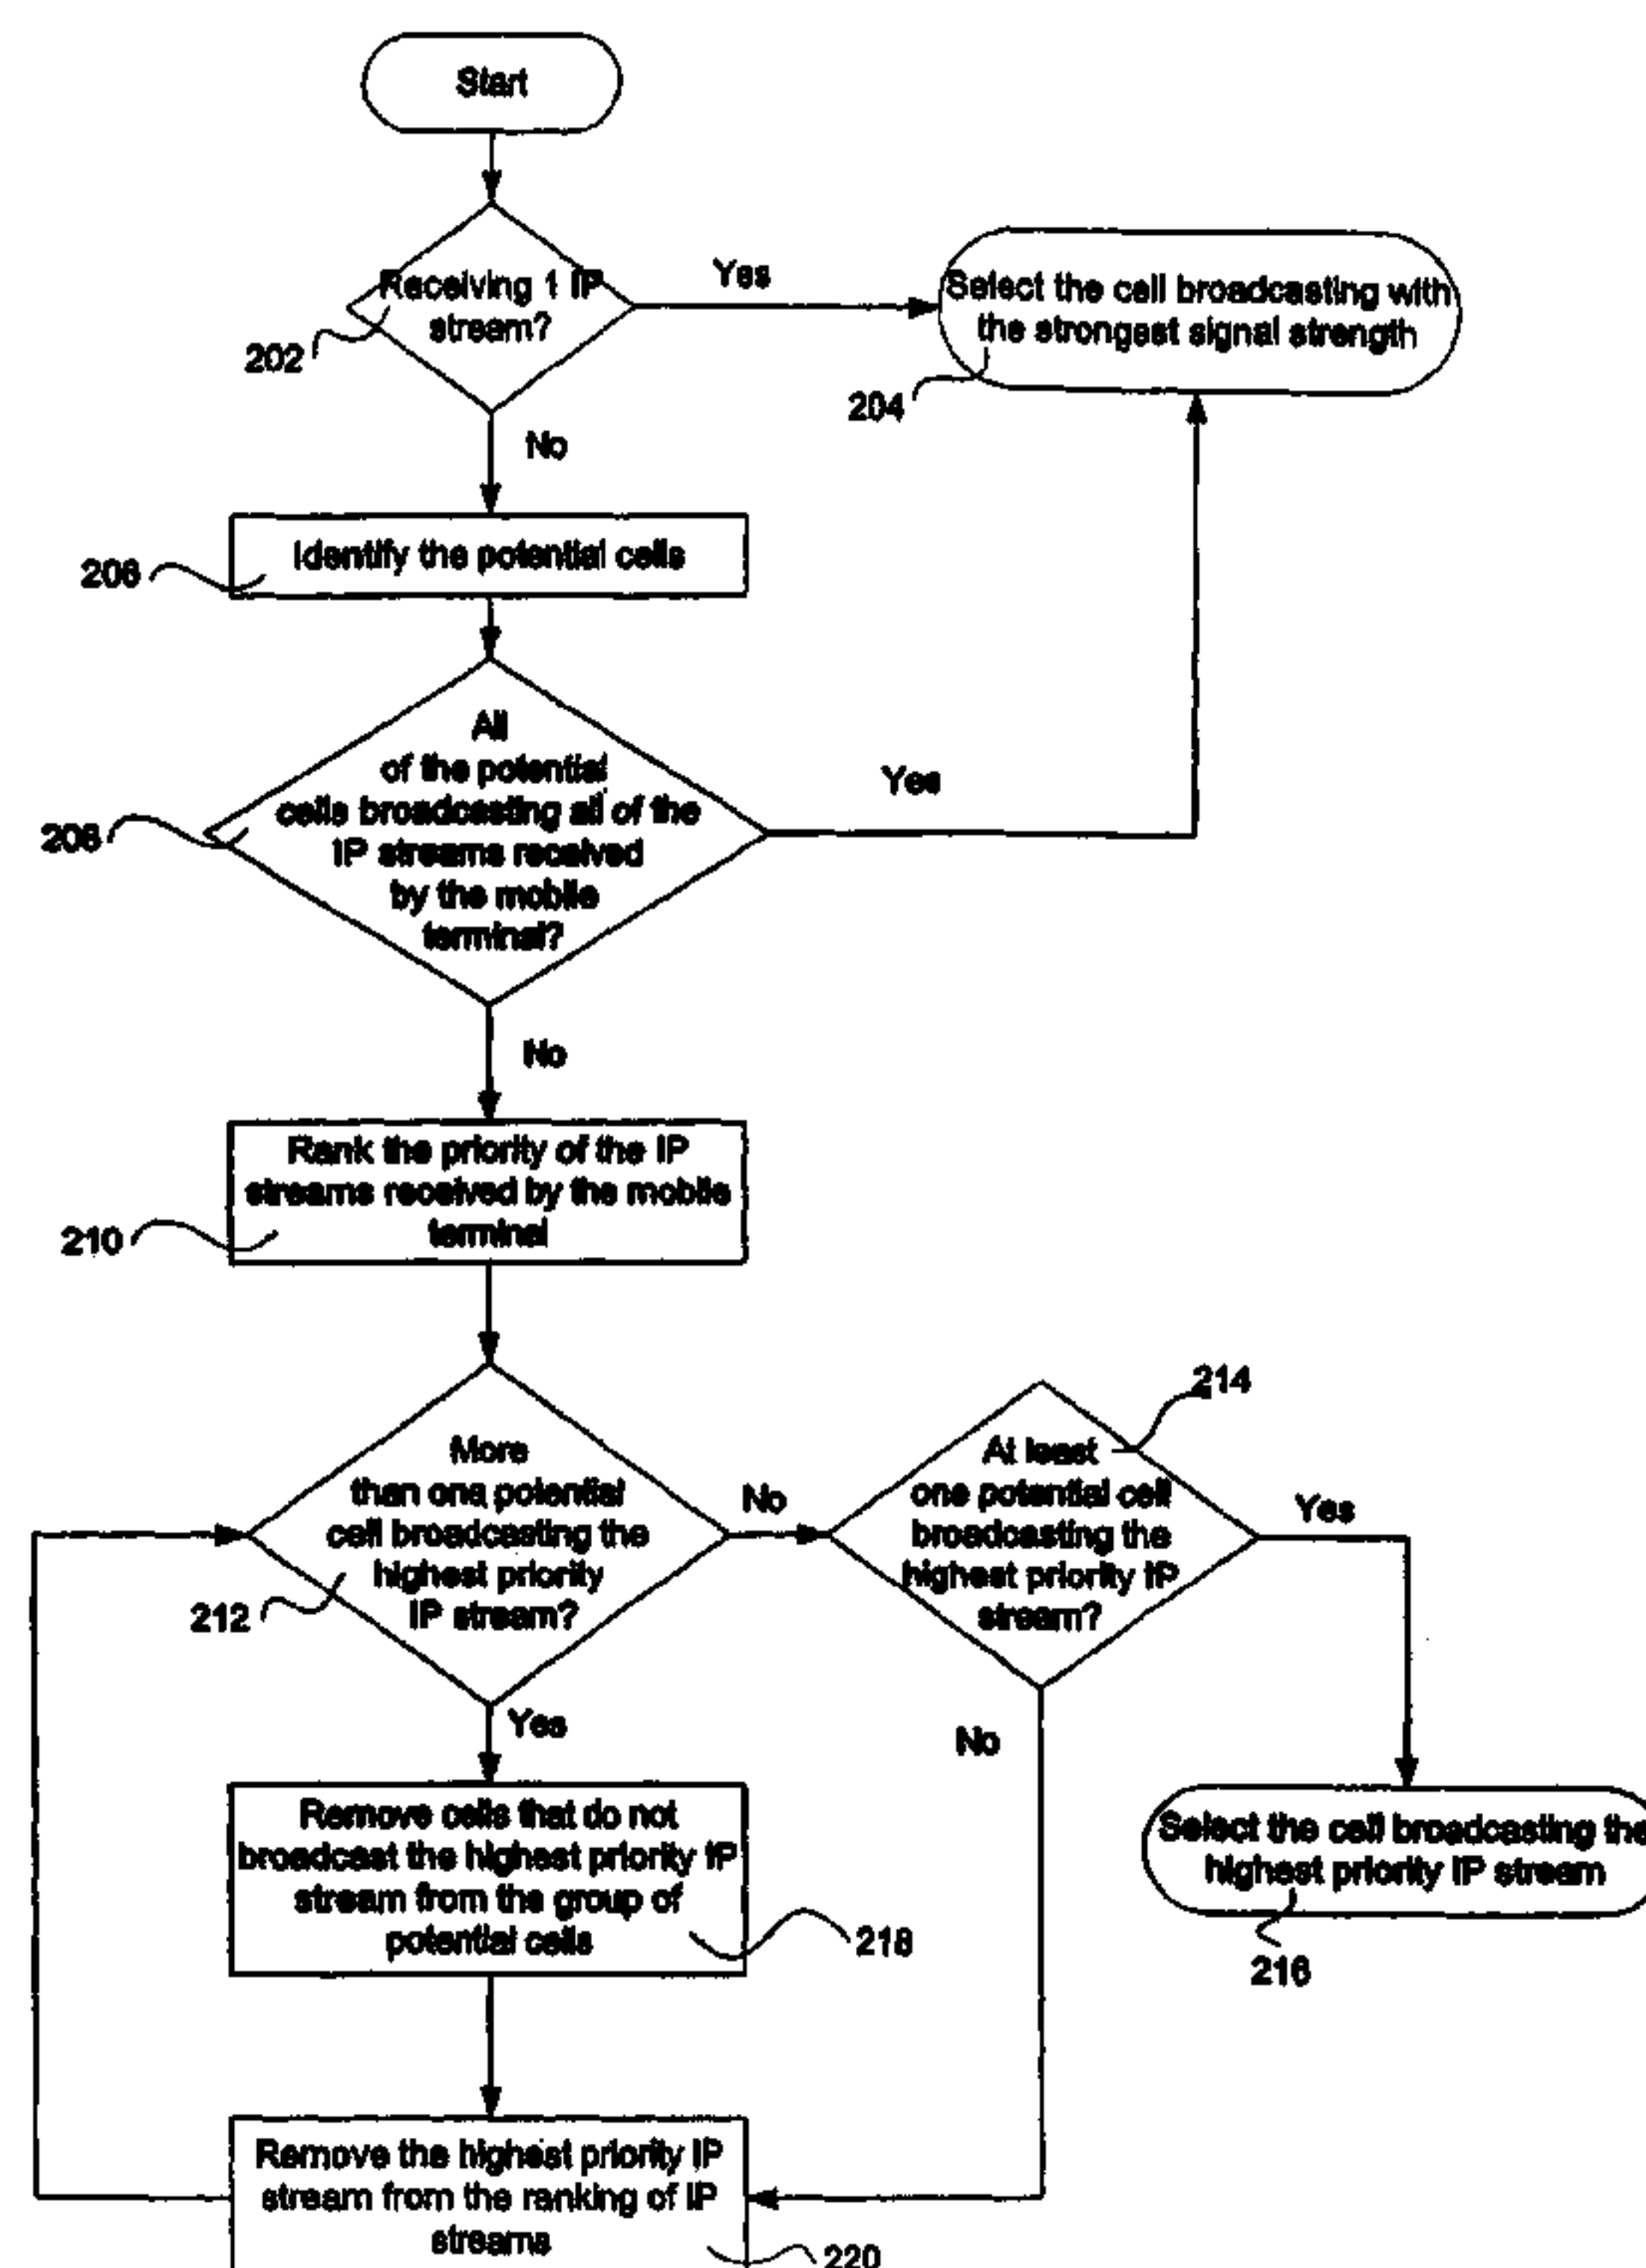 Start
Receiving 1 IP
stream?
202
Yes
Select the cell broadcasting with
the strongest signal strength
204
No
Identify the potential cells
206
All
of the potential
cells broadcasting all of the
IP streams received
by the mobile
terminal?
208
Yes
No
Rank the priority of the IP
streams received by the mobile
terminal
210
More
than one potential
cell broadcasting the
highest priority
IP stream?
212
No
214
At least
one potential cell
broadcasting the
highest priority IP
stream?
Yes
Yes
No
Remove cells that do not
broadcast the highest priority IP
stream from the group of
potential cells
218
Select the cell broadcasting the
highest priority IP stream
216
Remove the highest priority IP
stream from the ranking of IP
streams
220